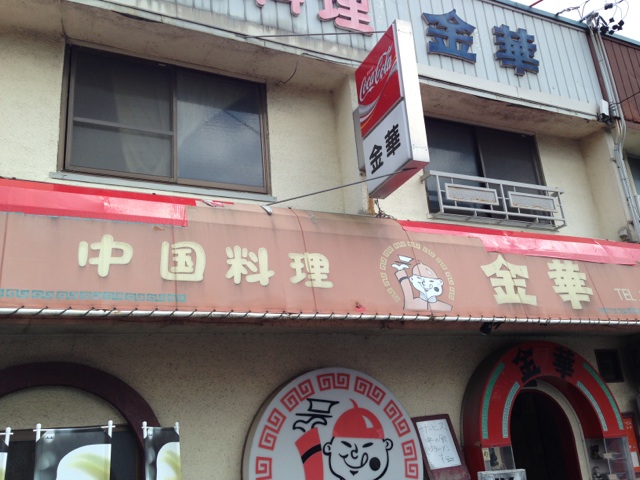 料理 金華
Coca-Cola
金華
中国料理 金華
TEL
金華